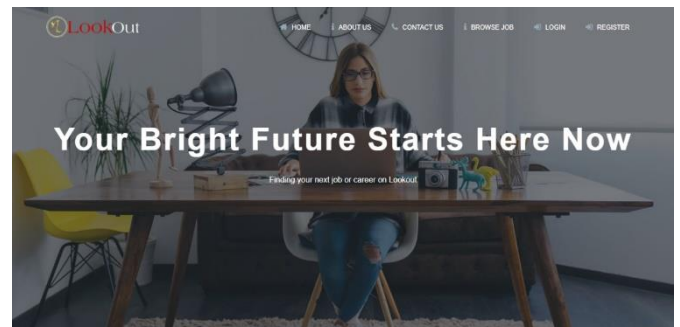 LookOut
HOME ABOUT US CONTACT US BROWSE JOB LOGIN REGISTER
Your Bright Future Starts Here Now
Finding your next job or career on Lookout.